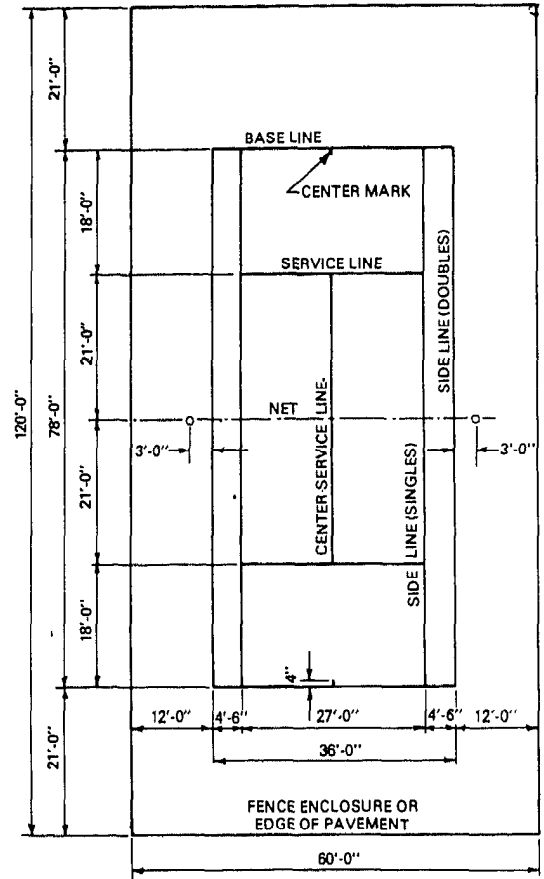 21'-0"
BASE LINE
CENTER MARK
18'-0"
SERVICE LINE
SIDE LINE (DOUBLES)
21'-0"
120'-0"
78'-0"
NET
3'-0"
3'-0"
CENTER SERVICE LINE
21'-0"
SIDE LINE (SINGLES)
18'-0"
4"
12'-0" 4'-6" 27'-0" 4'-6" 12'-0"
21'-0"
36'-0"
FENCE ENCLOSURE OR
EDGE OF PAVEMENT
60'-0"